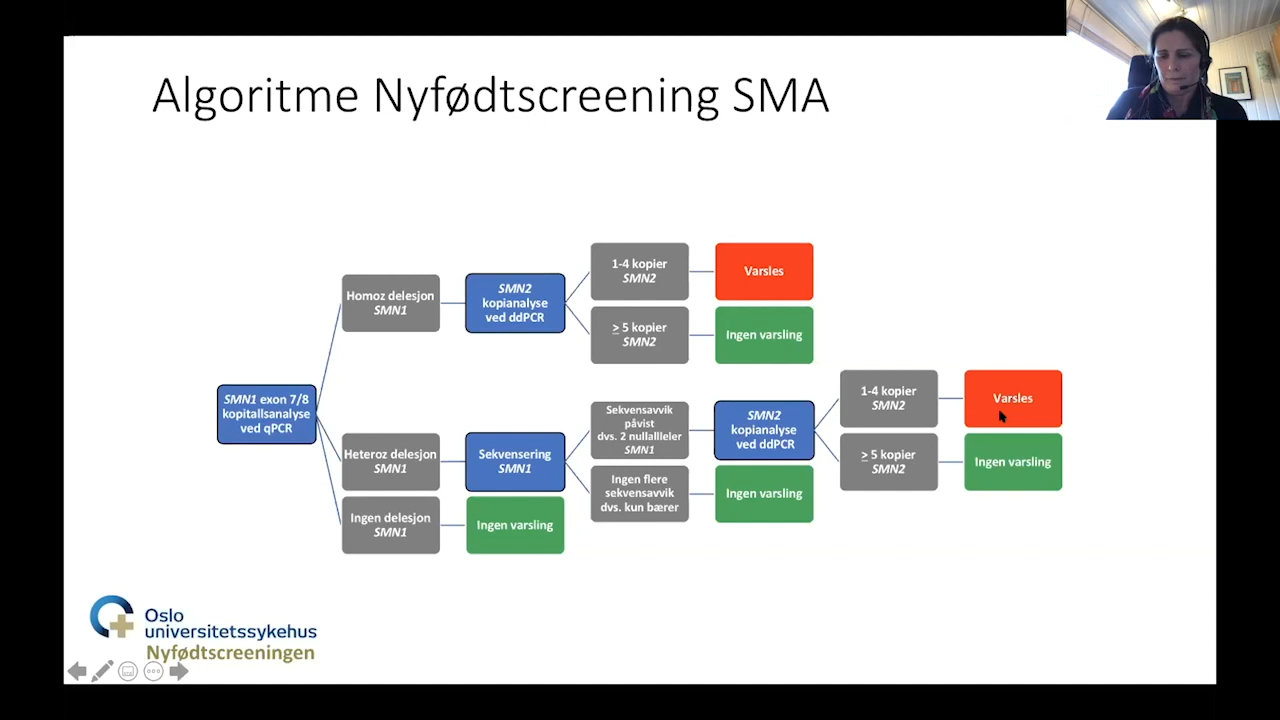 Algoritme Nyfødtscreening SMA
SMN1 exon 7/8
kopitallsanalyse
ved qPCR
Homoz delesjon
SMN1
SMN2
kopianalyse
ved ddPCR
1-4 kopier
SMN2
Varsles
≥ 5 kopier
SMN2
Ingen varsling
Heteroz delesjon
SMN1
Sekvensering
SMN1
Sekvensavvik
påvist
dvs. 2 nullallleler
SMN1
SMN2
kopianalyse
ved ddPCR
1-4 kopier
SMN2
Varsles
≥ 5 kopier
SMN2
Ingen varsling
Ingen flere
sekvensavvik
dvs. kun bærer
Ingen varsling
Ingen delesjon
SMN1
Ingen varsling
Oslo
universitetssykehus
Nyfødtscreeningen